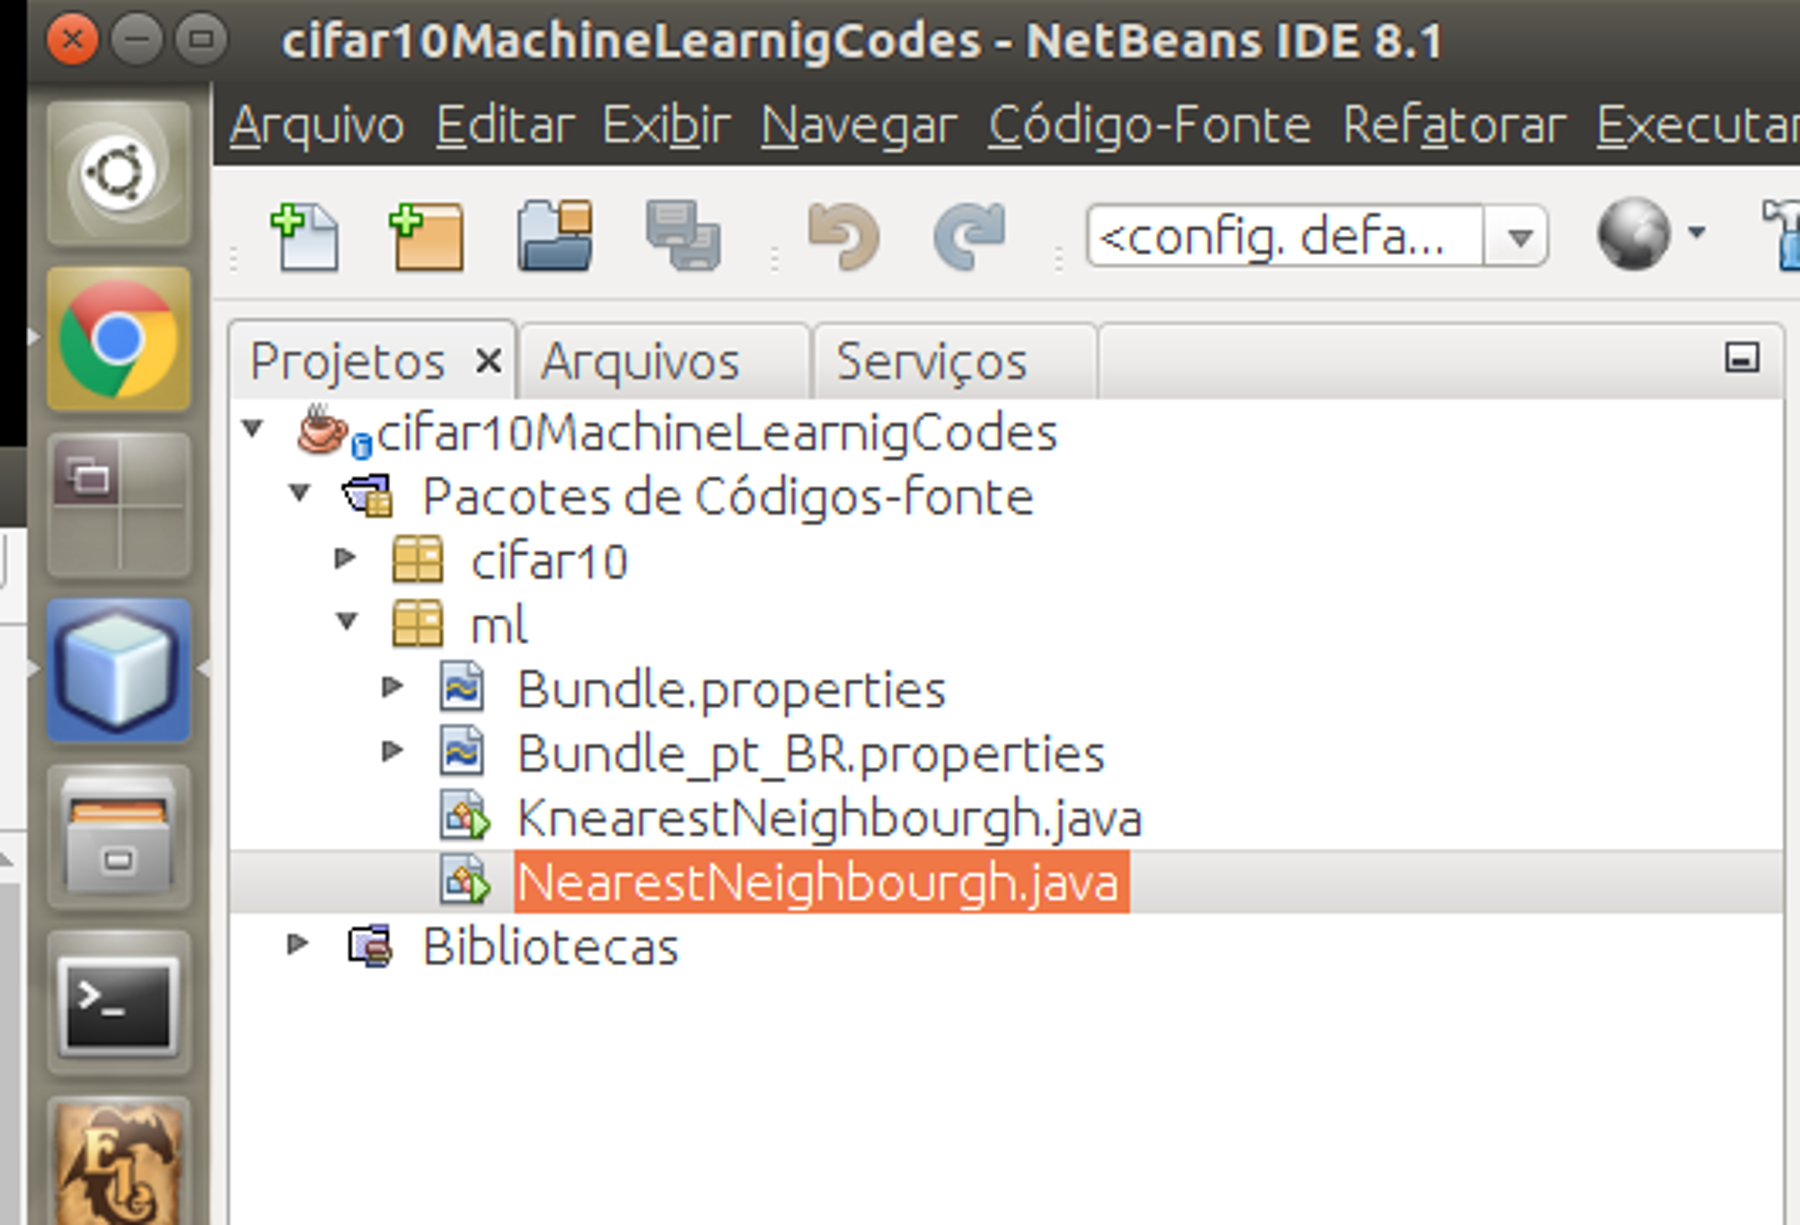 cifar10MachineLearnigCodes - NetBeans IDE 8.1
Arquivo Editar Exibir Navegar Código-Fonte Refatorar Executar
<config. defa...
Projetos Arquivos Serviços
cifar10MachineLearnigCodes
Pacotes de Códigos-fonte
cifar10
ml
Bundle.properties
Bundle_pt_BR.properties
KnearestNeighbourgh.java
NearestNeighbourgh.java
Bibliotecas